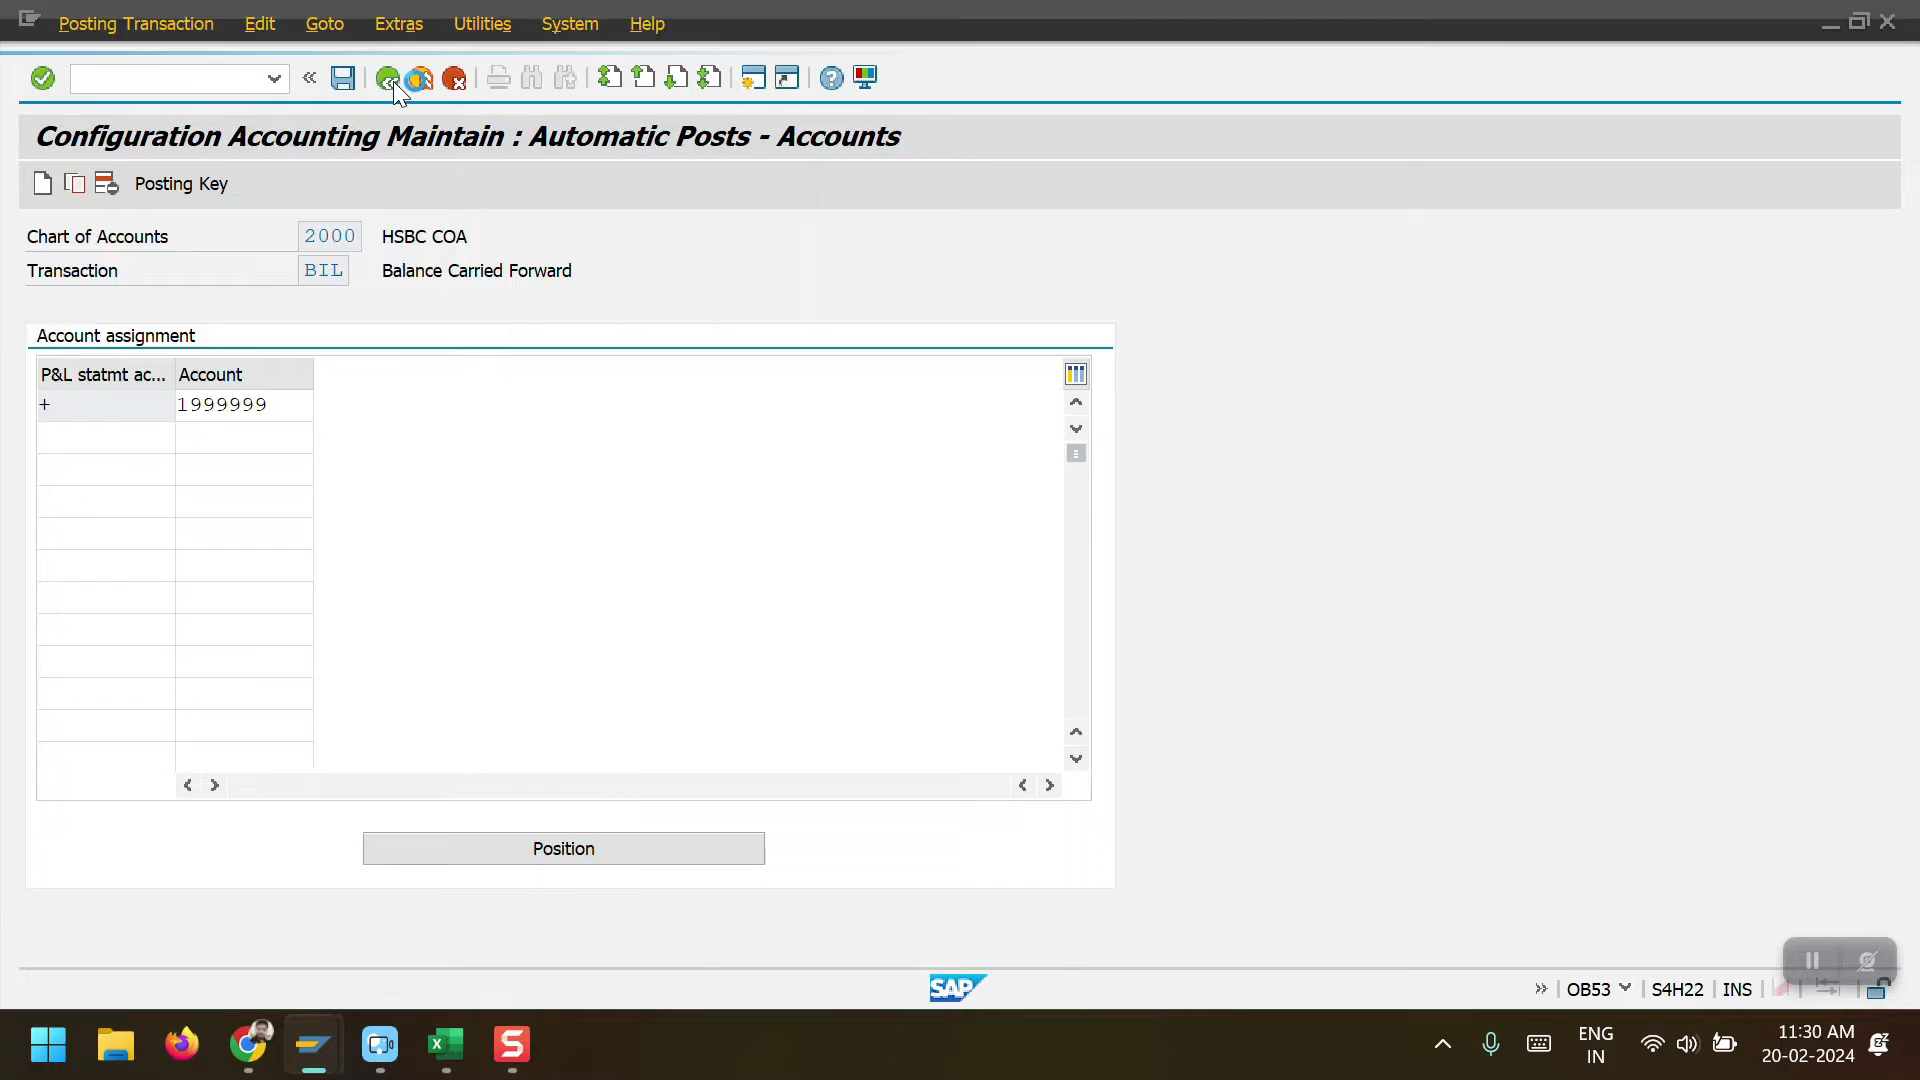 Posting Transaction Edit Goto Extras Utilities System Help
Configuration Accounting Maintain : Automatic Posts - Accounts
Posting Key
Chart of Accounts 2000 HSBC COA
Transaction BIL Balance Carried Forward
Account assignment
P&L statmt ac... Account
+ 1999999
Position
SAP
OB53 S4H22 INS
ENG
IN
11:30 AM
20-02-2024